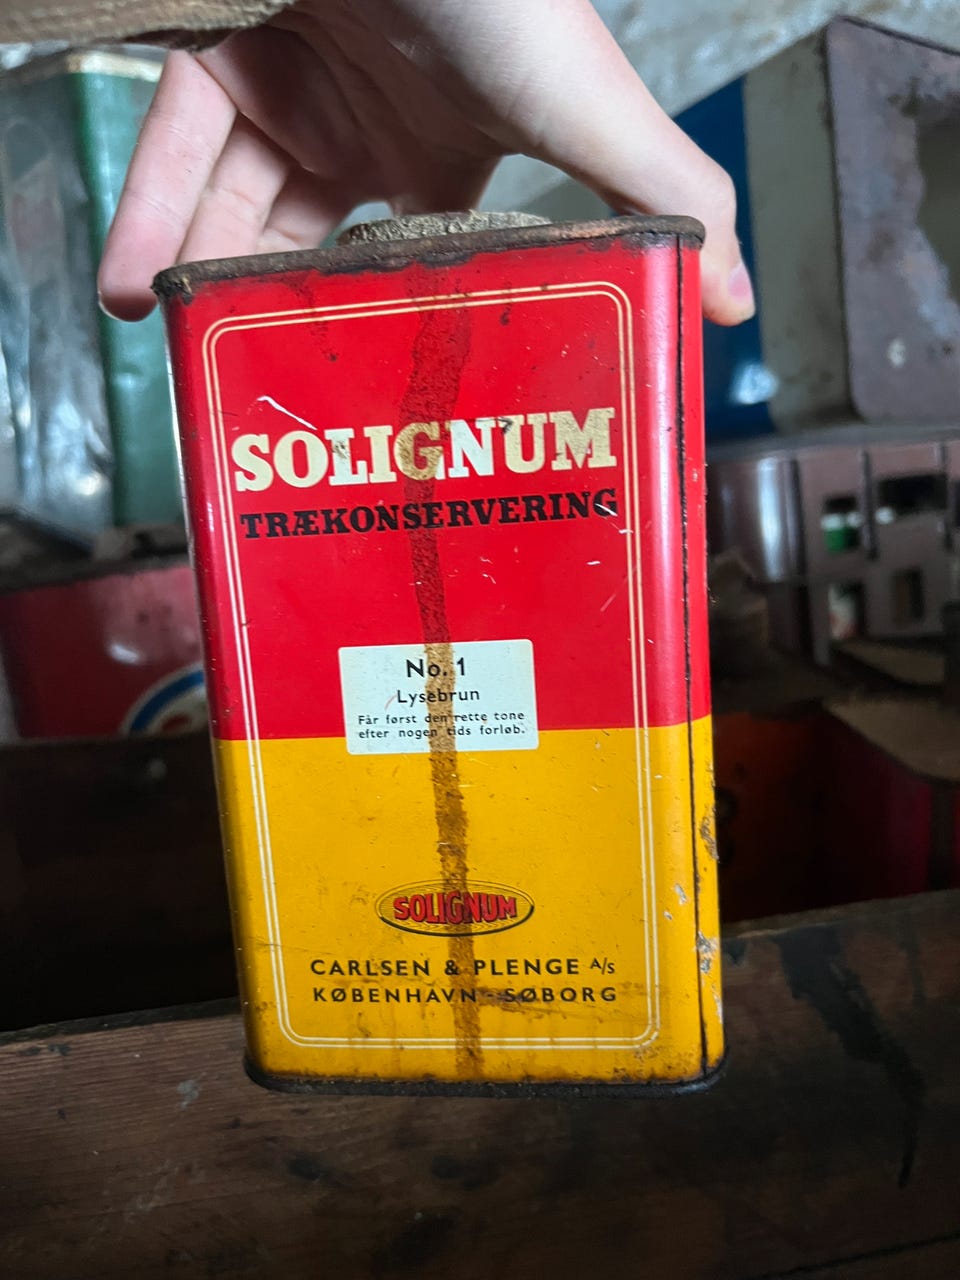 SOLIGNUM
TRÆKONSERVERING
No. 1
Lysebrun
Får først den rette tone
efter nogen tids forløb.
SOLIGNUM
CARLSEN & PLENGE A/s
KØBENHAVN - SØBORG